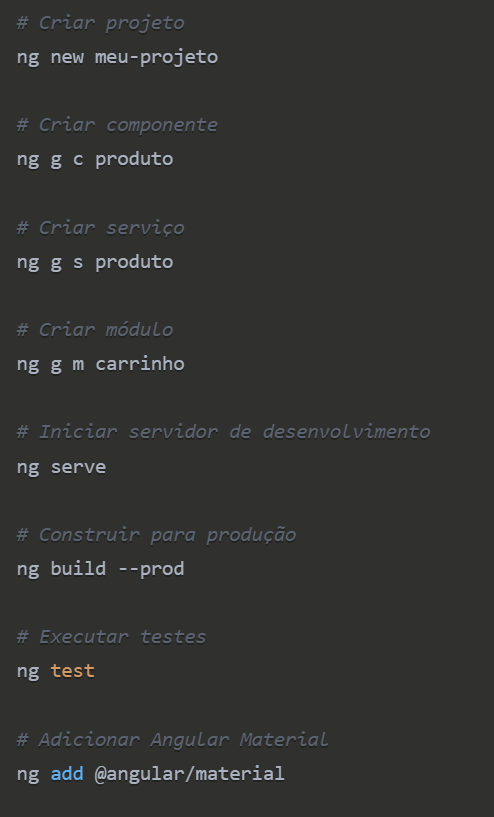 # Criar projeto
ng new meu-projeto
# Criar componente
ng g c produto
# Criar serviço
ng g s produto
# Criar módulo
ng g m carrinho
# Iniciar servidor de desenvolvimento
ng serve
# Construir para produção
ng build --prod
# Executar testes
ng test
# Adicionar Angular Material
ng add @angular/material